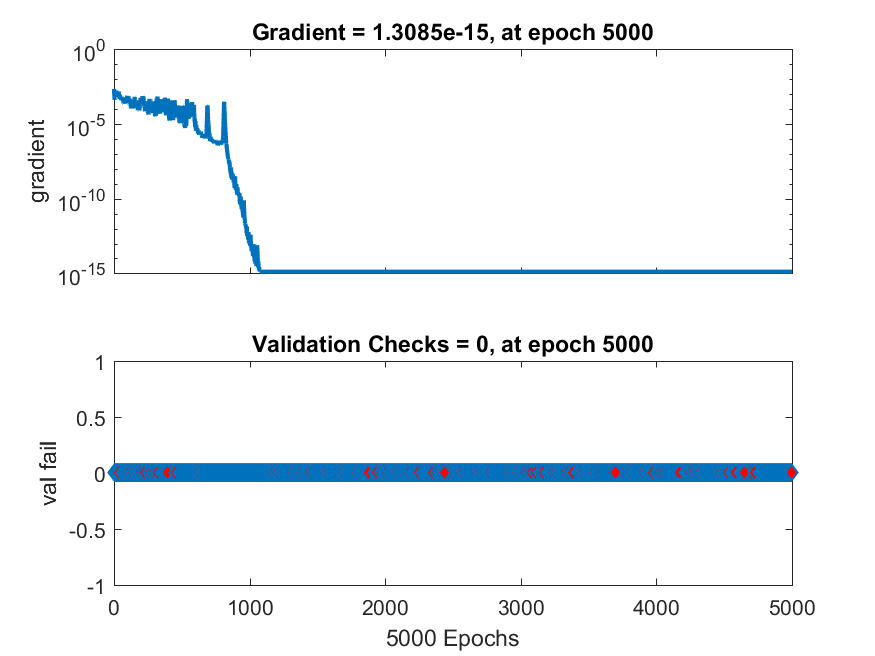 Gradient = 1.3085e-15, at epoch 5000
10^0
10^-5
10^-10
10^-15
gradient
Validation Checks = 0, at epoch 5000
1
0.5
0
-0.5
-1
val fail
0 1000 2000 3000 4000 5000
5000 Epochs